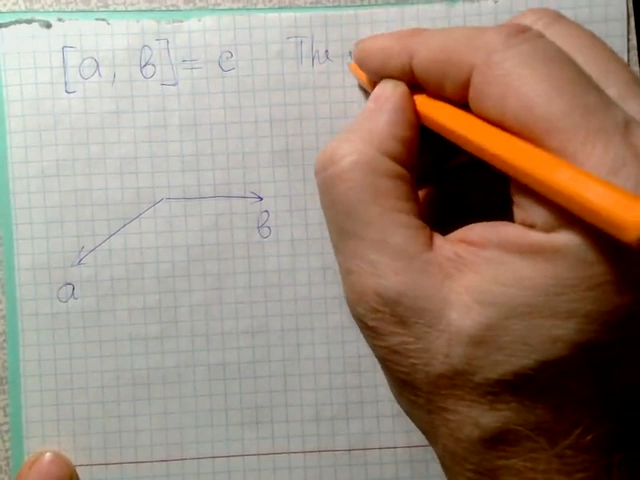 [a, в] = c The
в
a